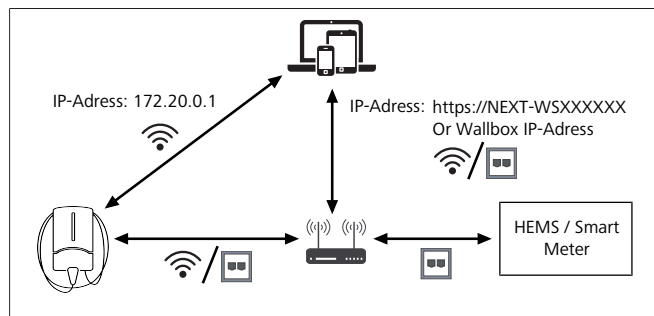 IP-Adress: 172.20.0.1
IP-Adress: https://NEXT-WSXXXXXX
Or Wallbox IP-Adress
HEMS / Smart
Meter